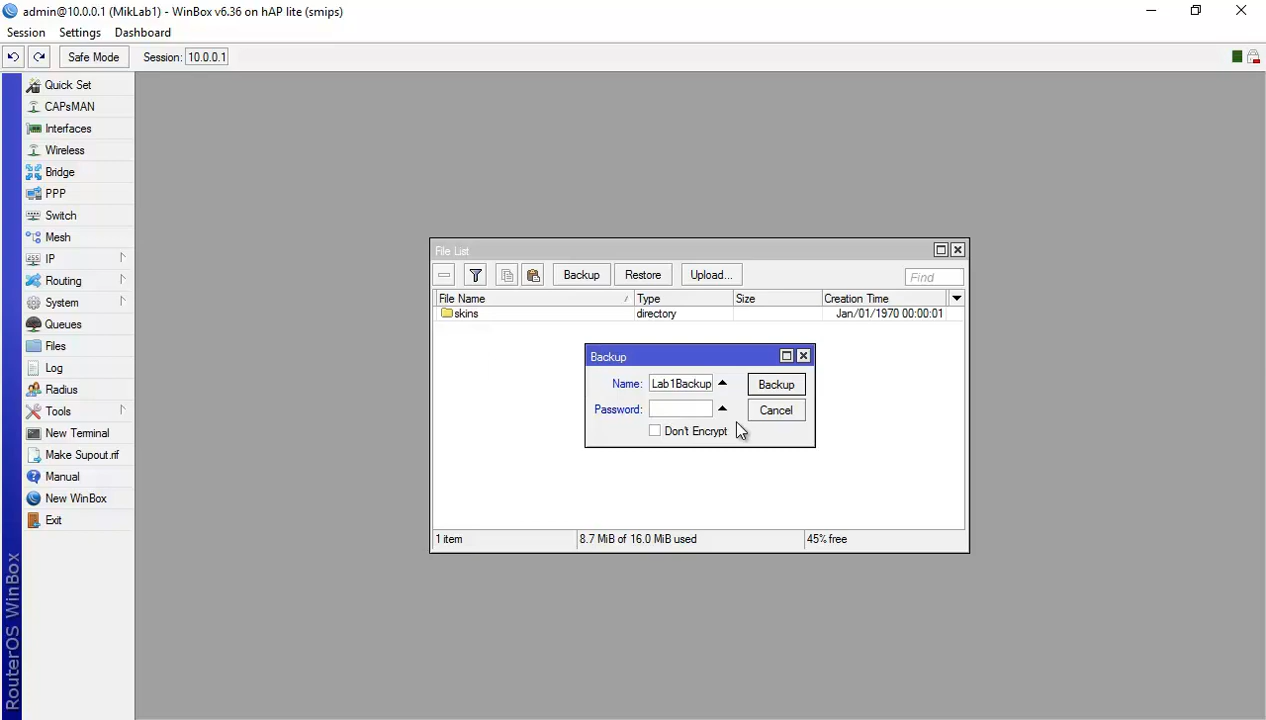 admin@10.0.0.1 (MikLab1) - WinBox v6.36 on hAP lite (smips)
Session Settings Dashboard
Safe Mode Session: 10.0.0.1
Quick Set
CAPsMAN
Interfaces
Wireless
Bridge
PPP
Switch
Mesh
IP
Routing
System
Queues
Files
Log
Radius
Tools
New Terminal
Make Supout.rif
Manual
New WinBox
Exit
RouterOS WinBox
File List
Backup Restore Upload... Find
File Name Type Size Creation Time
skins directory Jan/01/1970 00:00:01
Backup
Name: Lab1Backup Backup
Password: Cancel
Don't Encrypt
1 item 8.7 MiB of 16.0 MiB used 45% free